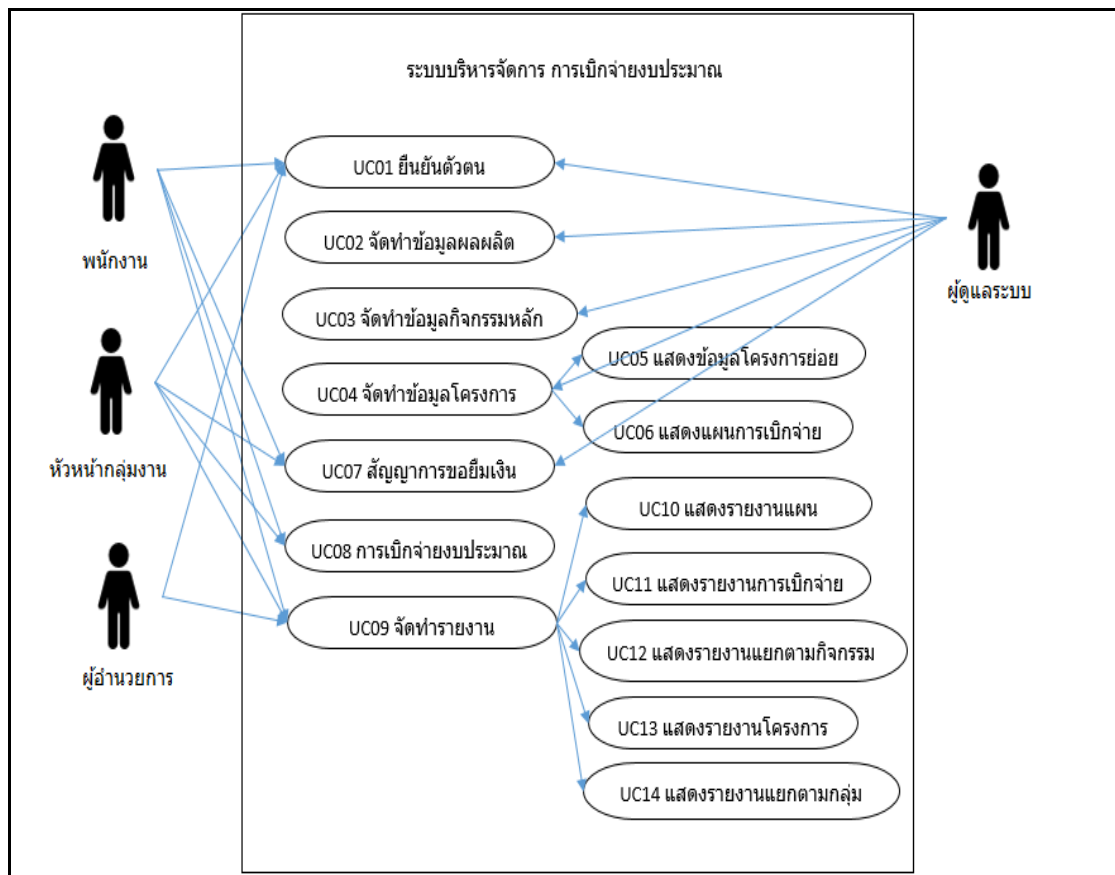 ระบบบริหารจัดการ การเบิกจ่ายงบประมาณ
พนักงาน
หัวหน้ากลุ่มงาน
ผู้อำนวยการ
UC01 ยืนยันตัวตน
UC02 จัดทำข้อมูลผลผลิต
UC03 จัดทำข้อมูลกิจกรรมหลัก
UC04 จัดทำข้อมูลโครงการ
UC05 แสดงข้อมูลโครงการย่อย
UC06 แสดงแผนการเบิกจ่าย
UC07 สัญญาการขอยืมเงิน
UC08 การเบิกจ่ายงบประมาณ
UC09 จัดทำรายงาน
UC10 แสดงรายงานแผน
UC11 แสดงรายงานการเบิกจ่าย
UC12 แสดงรายงานแยกตามกิจกรรม
UC13 แสดงรายงานโครงการ
UC14 แสดงรายงานแยกตามกลุ่ม
ผู้ดูแลระบบ